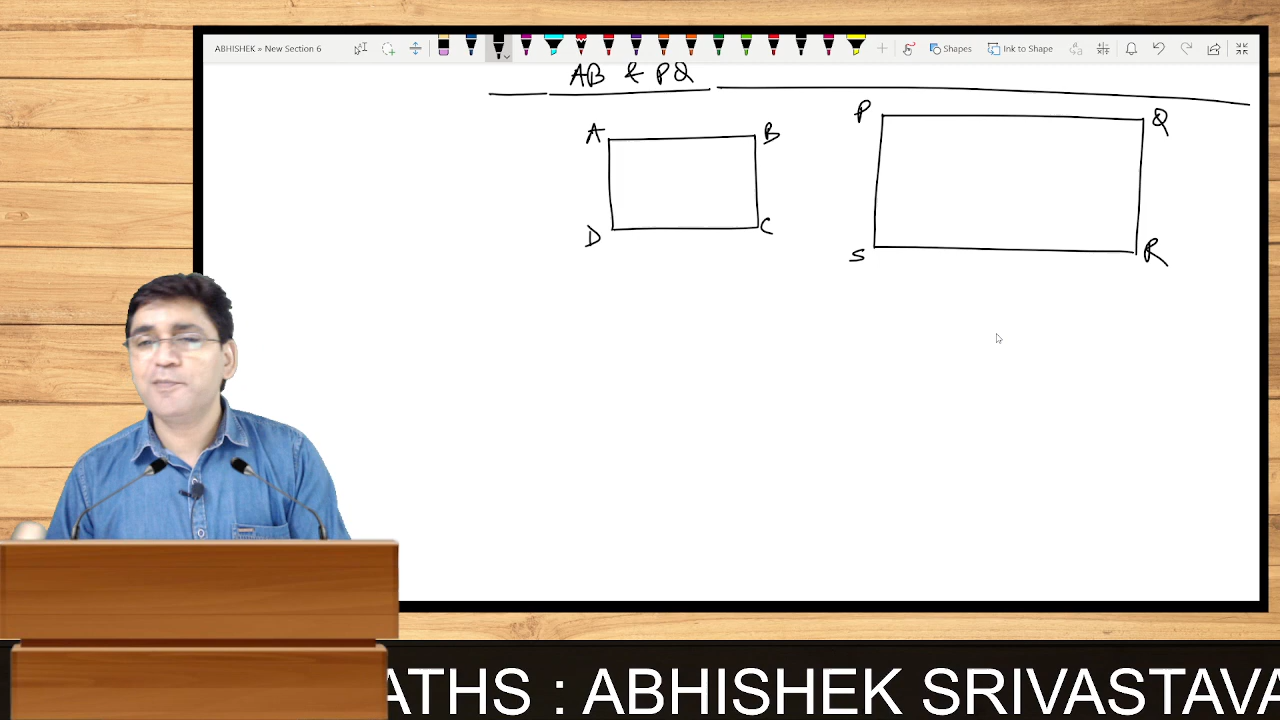 ABHISHEK » New Section 6
Shapes
Ink to Shape
AB & PQ
A B
D C
P Q
S R
ATHS : ABHISHEK SRIVASTAVA